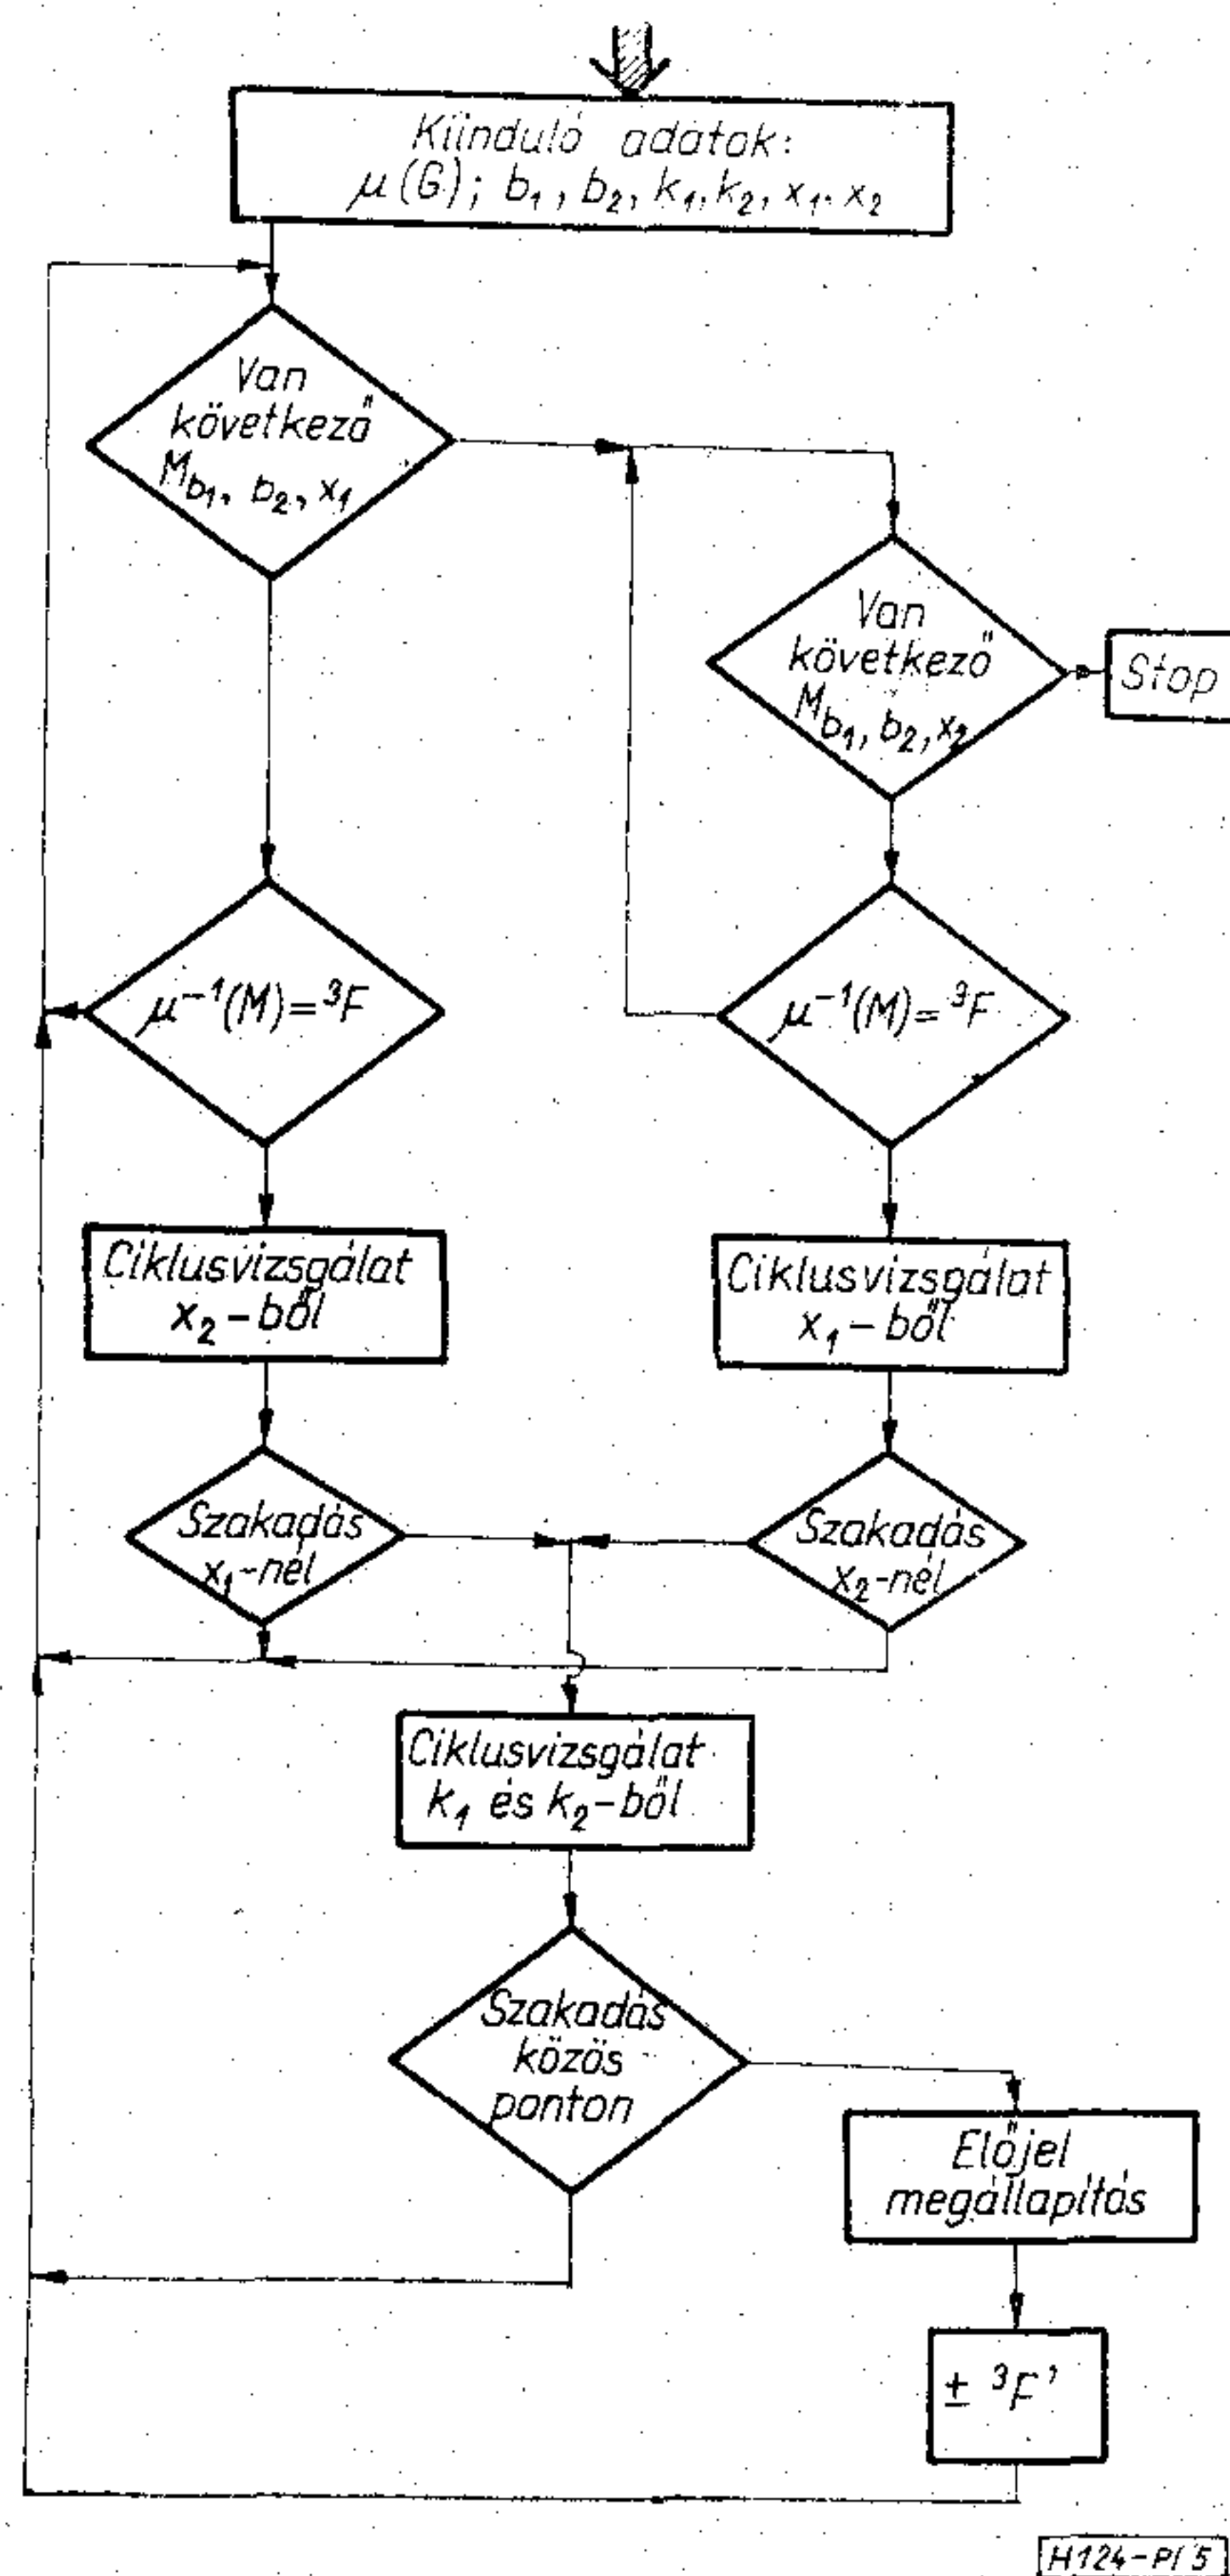 Kiinduló adatok:
μ(G); b₁, b₂, k₁, k₂, x₁, x₂
Van
következő
M b₁, b₂, x₁
Van
következő
M b₁, b₂, x₂
Stop
μ⁻¹(M)=³F
μ⁻¹(M)=³F
Ciklusvizsgálat
x₂-ből
Ciklusvizsgálat
x₁-ből
Szakadás
x₁-nél
Szakadás
x₂-nél
Ciklusvizsgálat
k₁ és k₂-ből
Szakadás
közös
ponton
Előjel
megállapítás
± ³F'
H124-P/5